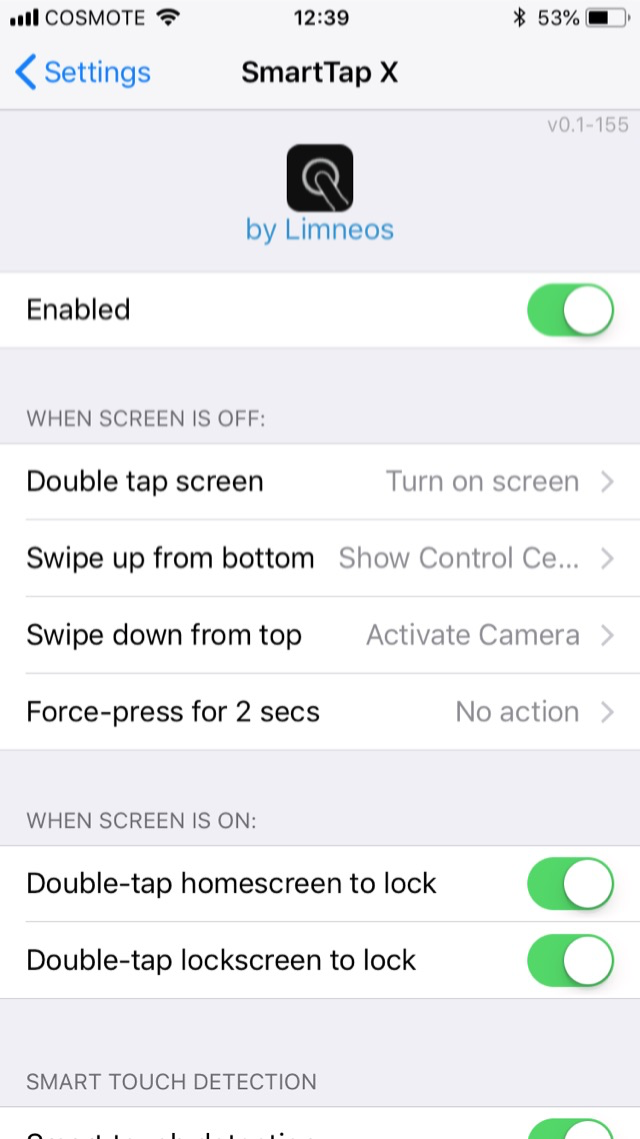 COSMOTE 12:39 53%
Settings SmartTap X
v0.1-155
by Limneos
Enabled
WHEN SCREEN IS OFF:
Double tap screen Turn on screen
Swipe up from bottom Show Control Ce...
Swipe down from top Activate Camera
Force-press for 2 secs No action
WHEN SCREEN IS ON:
Double-tap homescreen to lock
Double-tap lockscreen to lock
SMART TOUCH DETECTION